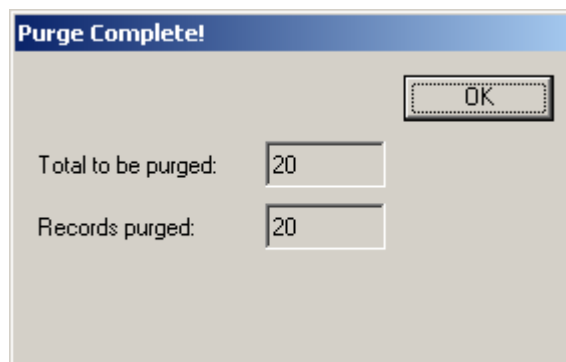 Purge Complete!
OK
Total to be purged: 20
Records purged: 20